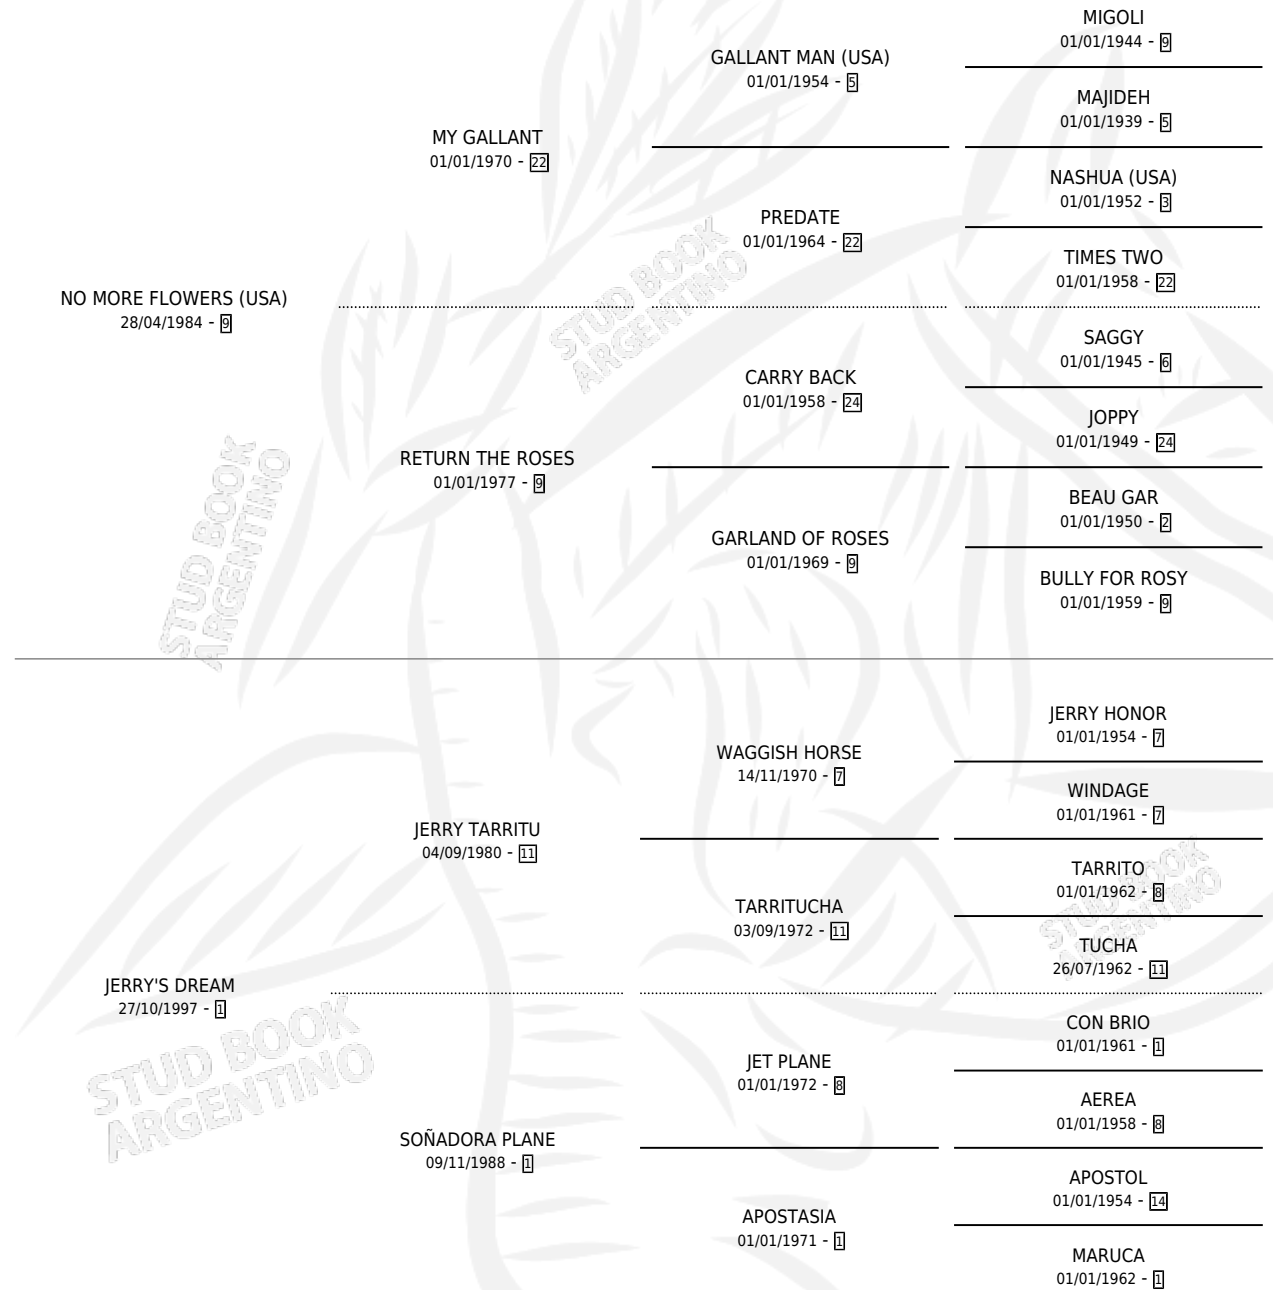 MIGOLI
01/01/1944 - 9
GALLANT MAN (USA)
01/01/1954 - 5
MAJIDEH
01/01/1939 - 5
MY GALLANT
01/01/1970 - 22
NASHUA (USA)
01/01/1952 - 3
PREDATE
01/01/1964 - 22
TIMES TWO
01/01/1958 - 22
NO MORE FLOWERS (USA)
28/04/1984 - 9
STUD BOOK
ARGENTINO
SAGGY
01/01/1945 - 6
CARRY BACK
01/01/1958 - 24
JOPPY
01/01/1949 - 24
RETURN THE ROSES
01/01/1977 - 9
BEAU GAR
01/01/1950 - 2
GARLAND OF ROSES
01/01/1969 - 9
BULLY FOR ROSY
01/01/1959 - 9
STUD BOOK
ARGENTINO
JERRY HONOR
01/01/1954 - 7
WAGGISH HORSE
14/11/1970 - 7
WINDAGE
01/01/1961 - 7
JERRY TARRITU
04/09/1980 - 11
TARRITO
01/01/1962 - 8
TARRITUCHA
03/09/1972 - 11
TUCHA
26/07/1962 - 11
STUD BOOK
ARGENTINO
JERRY'S DREAM
27/10/1997 - 1
STUD BOOK
ARGENTINO
CON BRIO
01/01/1961 - 1
JET PLANE
01/01/1972 - 8
AEREA
01/01/1958 - 8
SOÑADORA PLANE
09/11/1988 - 1
APOSTOL
01/01/1954 - 14
APOSTASIA
01/01/1971 - 1
MARUCA
01/01/1962 - 1